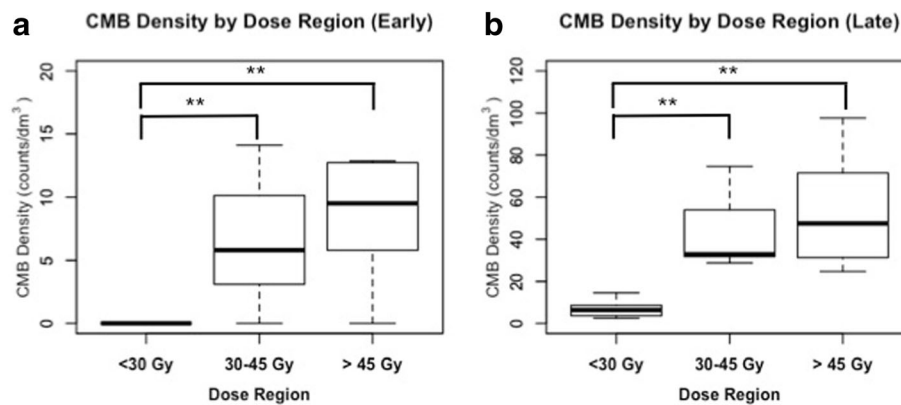 a
CMB Density by Dose Region (Early)
CMB Density (counts/dm³)
20
15
10
5
0
**
**
<30 Gy
30-45 Gy
> 45 Gy
Dose Region
b
CMB Density by Dose Region (Late)
CMB Density (counts/dm³)
120
100
80
60
40
20
0
**
**
<30 Gy
30-45 Gy
> 45 Gy
Dose Region